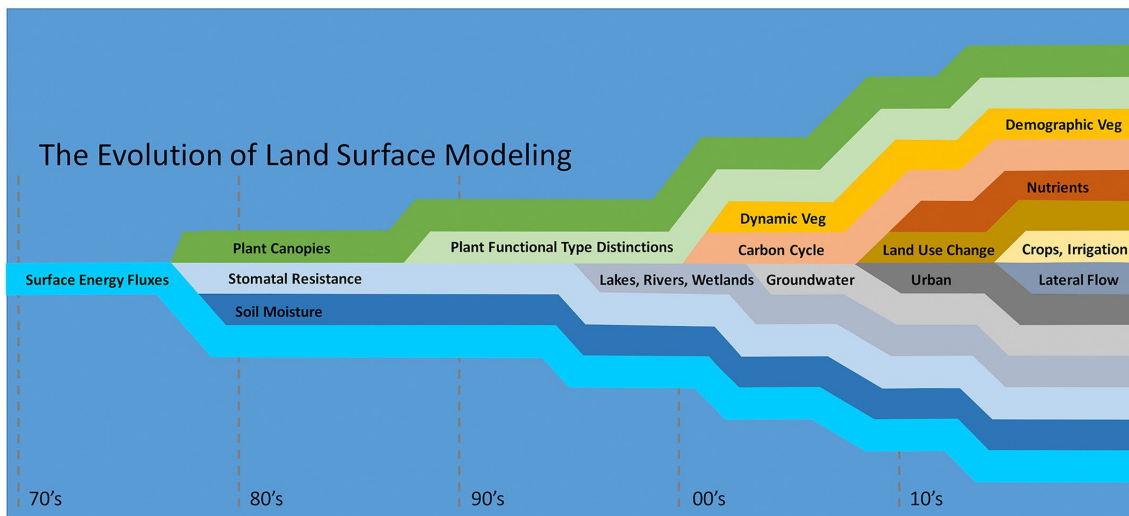 The Evolution of Land Surface Modeling
Demographic Veg
Nutrients
Dynamic Veg
Plant Canopies
Plant Functional Type Distinctions
Carbon Cycle
Land Use Change
Crops, Irrigation
Surface Energy Fluxes
Stomatal Resistance
Lakes, Rivers, Wetlands
Groundwater
Urban
Lateral Flow
Soil Moisture
70's
80's
90's
00's
10's